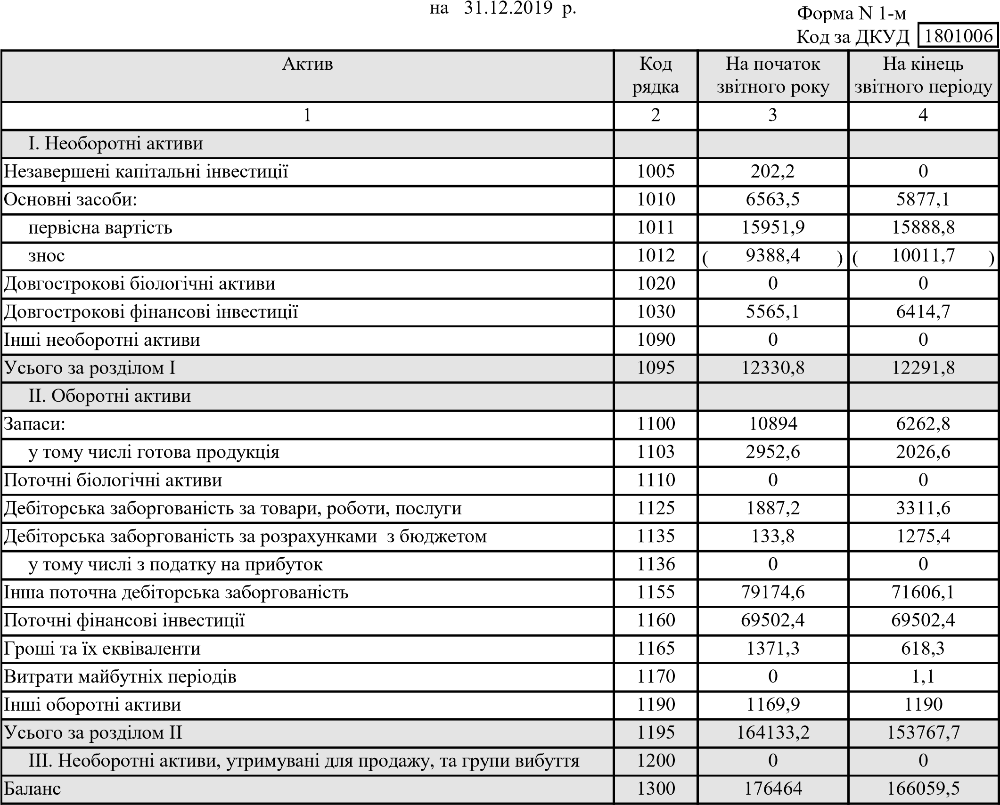 на 31.12.2019 р.
Форма N 1-м
Код за ДКУД 1801006
Актив Код рядка На початок звітного року На кінець звітного періоду
1 2 3 4
I. Необоротні активи
Незавершені капітальні інвестиції 1005 202,2 0
Основні засоби: 1010 6563,5 5877,1
первісна вартість 1011 15951,9 15888,8
знос 1012 ( 9388,4 ) ( 10011,7 )
Довгострокові біологічні активи 1020 0 0
Довгострокові фінансові інвестиції 1030 5565,1 6414,7
Інші необоротні активи 1090 0 0
Усього за розділом I 1095 12330,8 12291,8
II. Оборотні активи
Запаси: 1100 10894 6262,8
у тому числі готова продукція 1103 2952,6 2026,6
Поточні біологічні активи 1110 0 0
Дебіторська заборгованість за товари, роботи, послуги 1125 1887,2 3311,6
Дебіторська заборгованість за розрахунками з бюджетом 1135 133,8 1275,4
у тому числі з податку на прибуток 1136 0 0
Інша поточна дебіторська заборгованість 1155 79174,6 71606,1
Поточні фінансові інвестиції 1160 69502,4 69502,4
Гроші та їх еквіваленти 1165 1371,3 618,3
Витрати майбутніх періодів 1170 0 1,1
Інші оборотні активи 1190 1169,9 1190
Усього за розділом II 1195 164133,2 153767,7
III. Необоротні активи, утримувані для продажу, та групи вибуття 1200 0 0
Баланс 1300 176464 166059,5